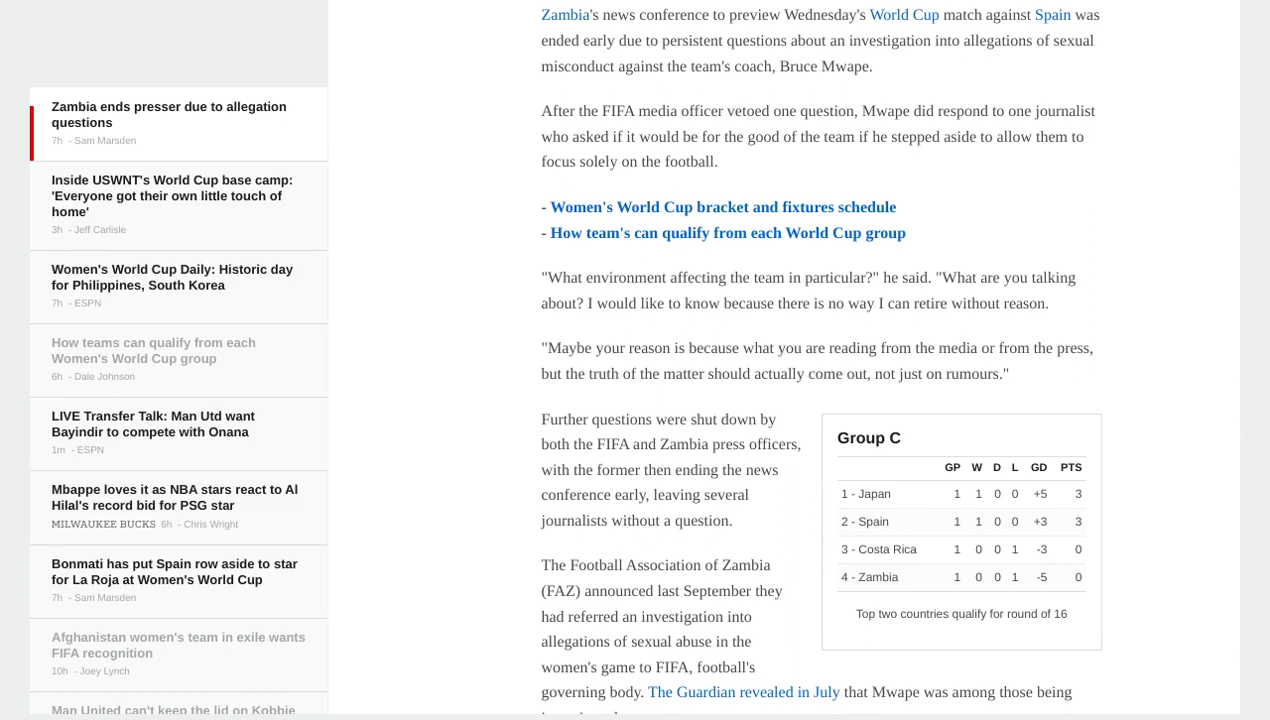 Zambia ends presser due to allegation
questions
7h - Sam Marsden
Inside USWNT's World Cup base camp:
'Everyone got their own little touch of
home'
3h - Jeff Carlisle
Women's World Cup Daily: Historic day
for Philippines, South Korea
7h - ESPN
How teams can qualify from each
Women's World Cup group
6h - Dale Johnson
LIVE Transfer Talk: Man Utd want
Bayindir to compete with Onana
1m - ESPN
Mbappe loves it as NBA stars react to Al
Hilal's record bid for PSG star
MILWAUKEE BUCKS 6h - Chris Wright
Bonmati has put Spain row aside to star
for La Roja at Women's World Cup
7h - Sam Marsden
Afghanistan women's team in exile wants
FIFA recognition
10h - Joey Lynch
Man United can't keep the lid on Kobbie
Zambia's news conference to preview Wednesday's World Cup match against Spain was
ended early due to persistent questions about an investigation into allegations of sexual
misconduct against the team's coach, Bruce Mwape.
After the FIFA media officer vetoed one question, Mwape did respond to one journalist
who asked if it would be for the good of the team if he stepped aside to allow them to
focus solely on the football.
- Women's World Cup bracket and fixtures schedule
- How team's can qualify from each World Cup group
"What environment affecting the team in particular?" he said. "What are you talking
about? I would like to know because there is no way I can retire without reason.
"Maybe your reason is because what you are reading from the media or from the press,
but the truth of the matter should actually come out, not just on rumours."
Further questions were shut down by
both the FIFA and Zambia press officers,
with the former then ending the news
conference early, leaving several
journalists without a question.
The Football Association of Zambia
(FAZ) announced last September they
had referred an investigation into
allegations of sexual abuse in the
women's game to FIFA, football's
governing body. The Guardian revealed in July that Mwape was among those being
Group C
GP W D L GD PTS
1 - Japan 1 1 0 0 +5 3
2 - Spain 1 1 0 0 +3 3
3 - Costa Rica 1 0 0 1 -3 0
4 - Zambia 1 0 0 1 -5 0
Top two countries qualify for round of 16